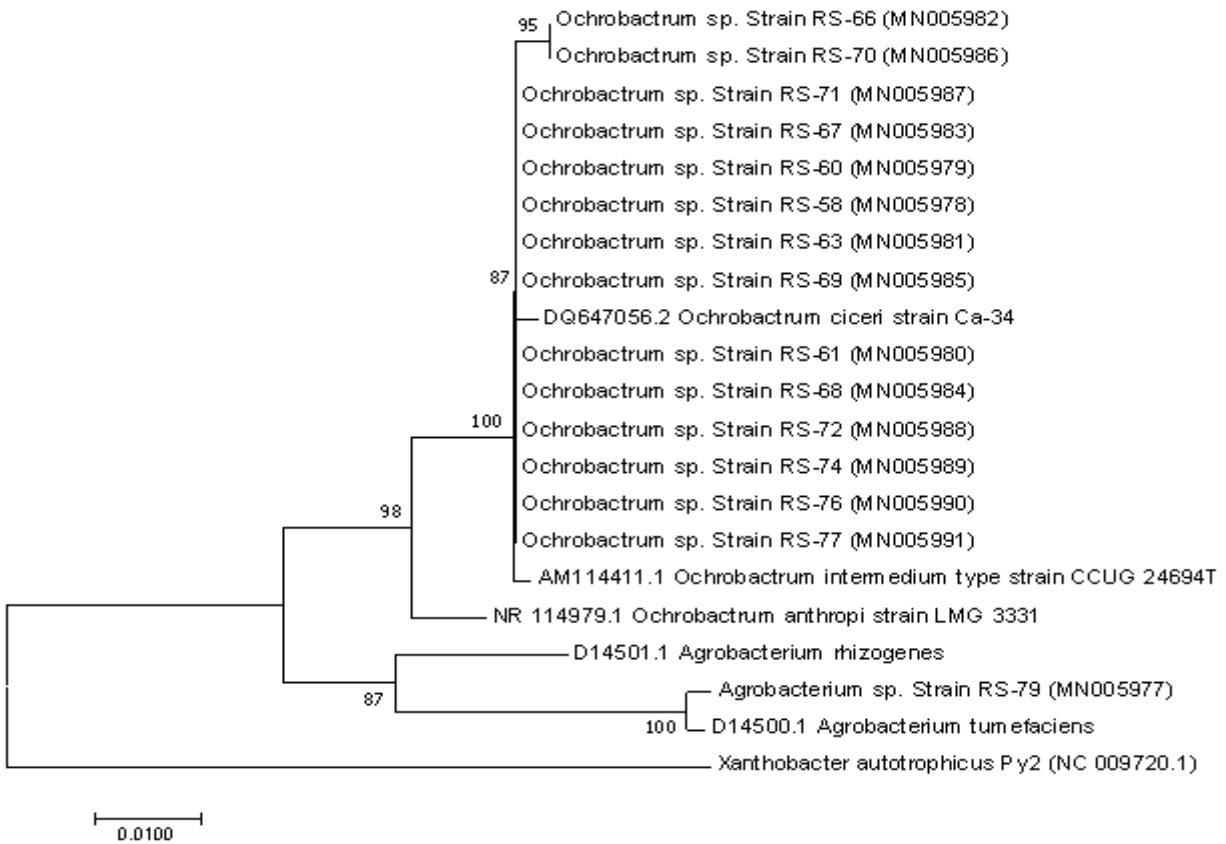 95
Ochrobactrum sp. Strain RS-66 (MN005982)
Ochrobactrum sp. Strain RS-70 (MN005986)
Ochrobactrum sp. Strain RS-71 (MN005987)
Ochrobactrum sp. Strain RS-67 (MN005983)
Ochrobactrum sp. Strain RS-60 (MN005979)
Ochrobactrum sp. Strain RS-58 (MN005978)
Ochrobactrum sp. Strain RS-63 (MN005981)
87
Ochrobactrum sp. Strain RS-69 (MN005985)
DQ647056.2 Ochrobactrum ciceri strain Ca-34
Ochrobactrum sp. Strain RS-61 (MN005980)
Ochrobactrum sp. Strain RS-68 (MN005984)
100
Ochrobactrum sp. Strain RS-72 (MN005988)
Ochrobactrum sp. Strain RS-74 (MN005989)
98
Ochrobactrum sp. Strain RS-76 (MN005990)
Ochrobactrum sp. Strain RS-77 (MN005991)
AM114411.1 Ochrobactrum intermedium type strain CCUG 24694T
NR 114979.1 Ochrobactrum anthropi strain LMG 3331
D14501.1 Agrobacterium rhizogenes
87
Agrobacterium sp. Strain RS-79 (MN005977)
100
D14500.1 Agrobacterium tumefaciens
Xanthobacter autotrophicus Py2 (NC 009720.1)
0.0100